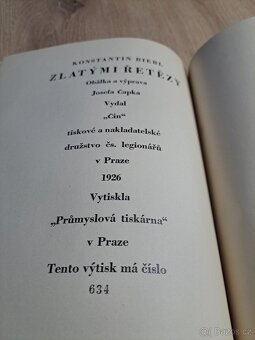 KONSTANTIN BIEBL
ZLATÝMI ŘETĚZY
Obálka a výprava
Josefa Čapka
Vydal
„Čin“
tiskové a nakladatelské
družstvo čs. legionářů
v Praze
1926
Vytiskla
„Průmyslová tiskárna“
v Praze
Tento výtisk má číslo
634